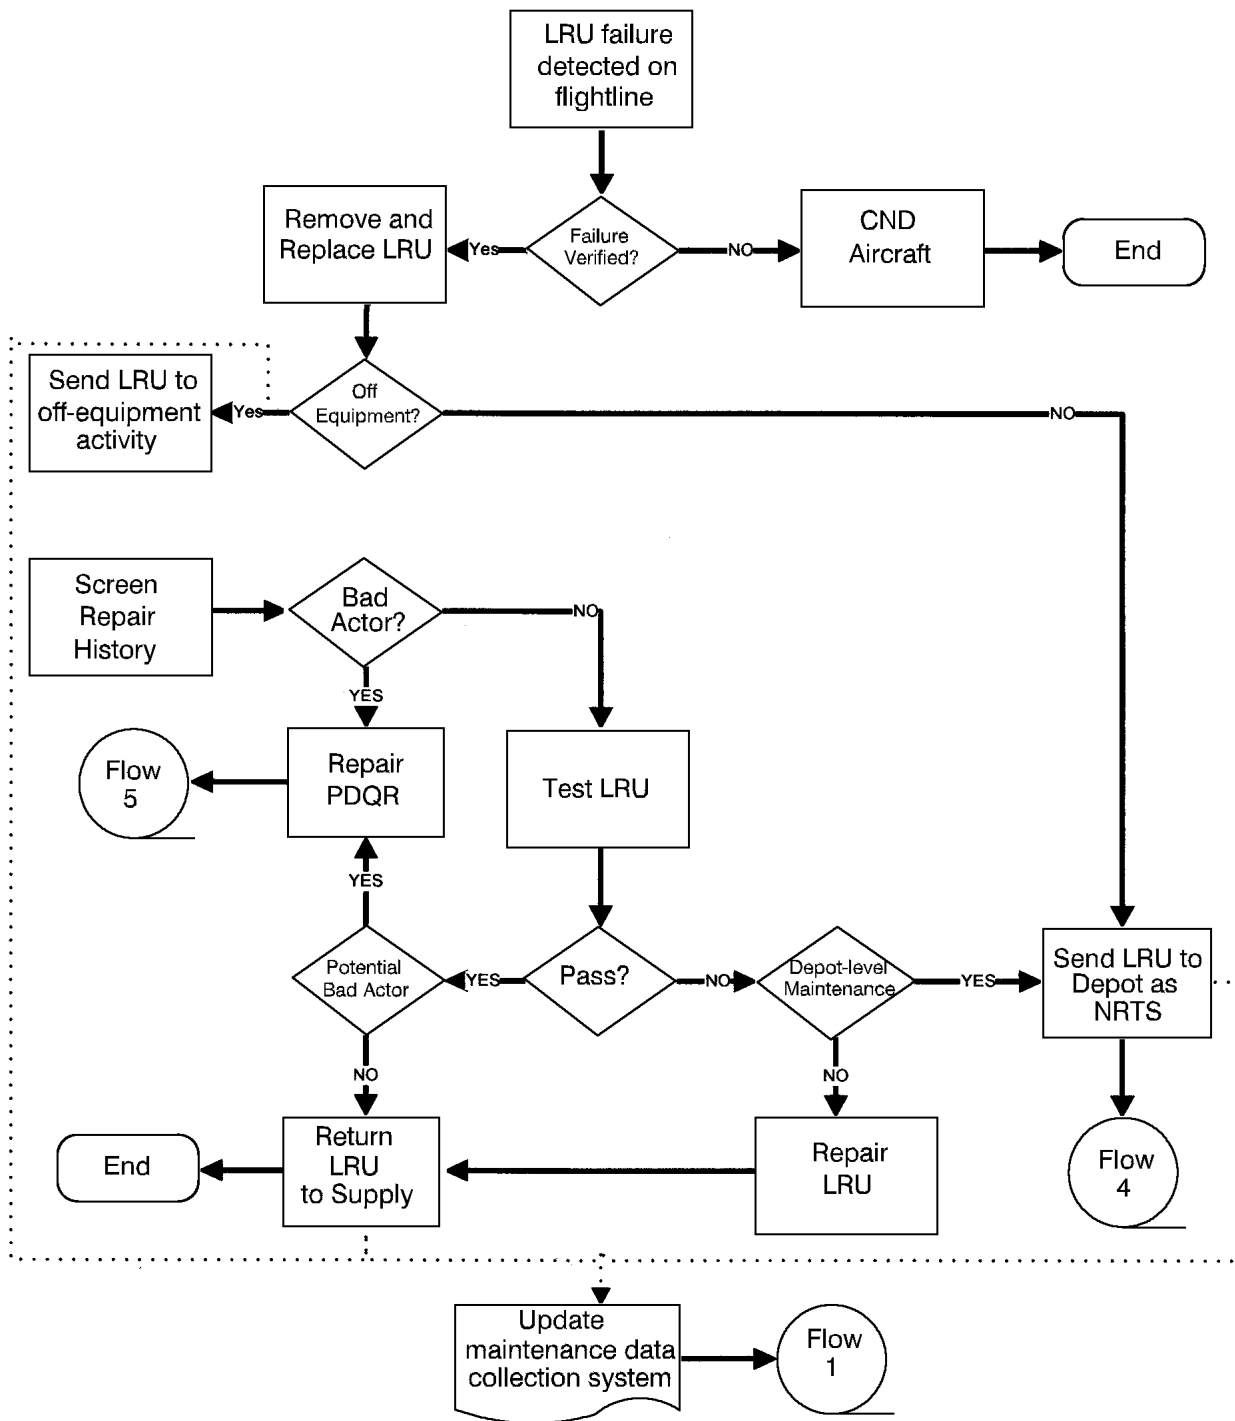 LRU failure
detected on
flightline
Remove and
Replace LRU
Yes
Failure
Verified?
NO
CND
Aircraft
End
Send LRU to
off-equipment
activity
Yes
Off
Equipment?
NO
Screen
Repair
History
Bad
Actor?
NO
YES
Flow
5
Repair
PDQR
Test LRU
YES
Potential
Bad Actor
YES
Pass?
NO
Depot-level
Maintenance
YES
Send LRU to
Depot as
NRTS
NO
NO
End
Return
LRU
to Supply
Repair
LRU
Flow
4
Update
maintenance data
collection system
Flow
1